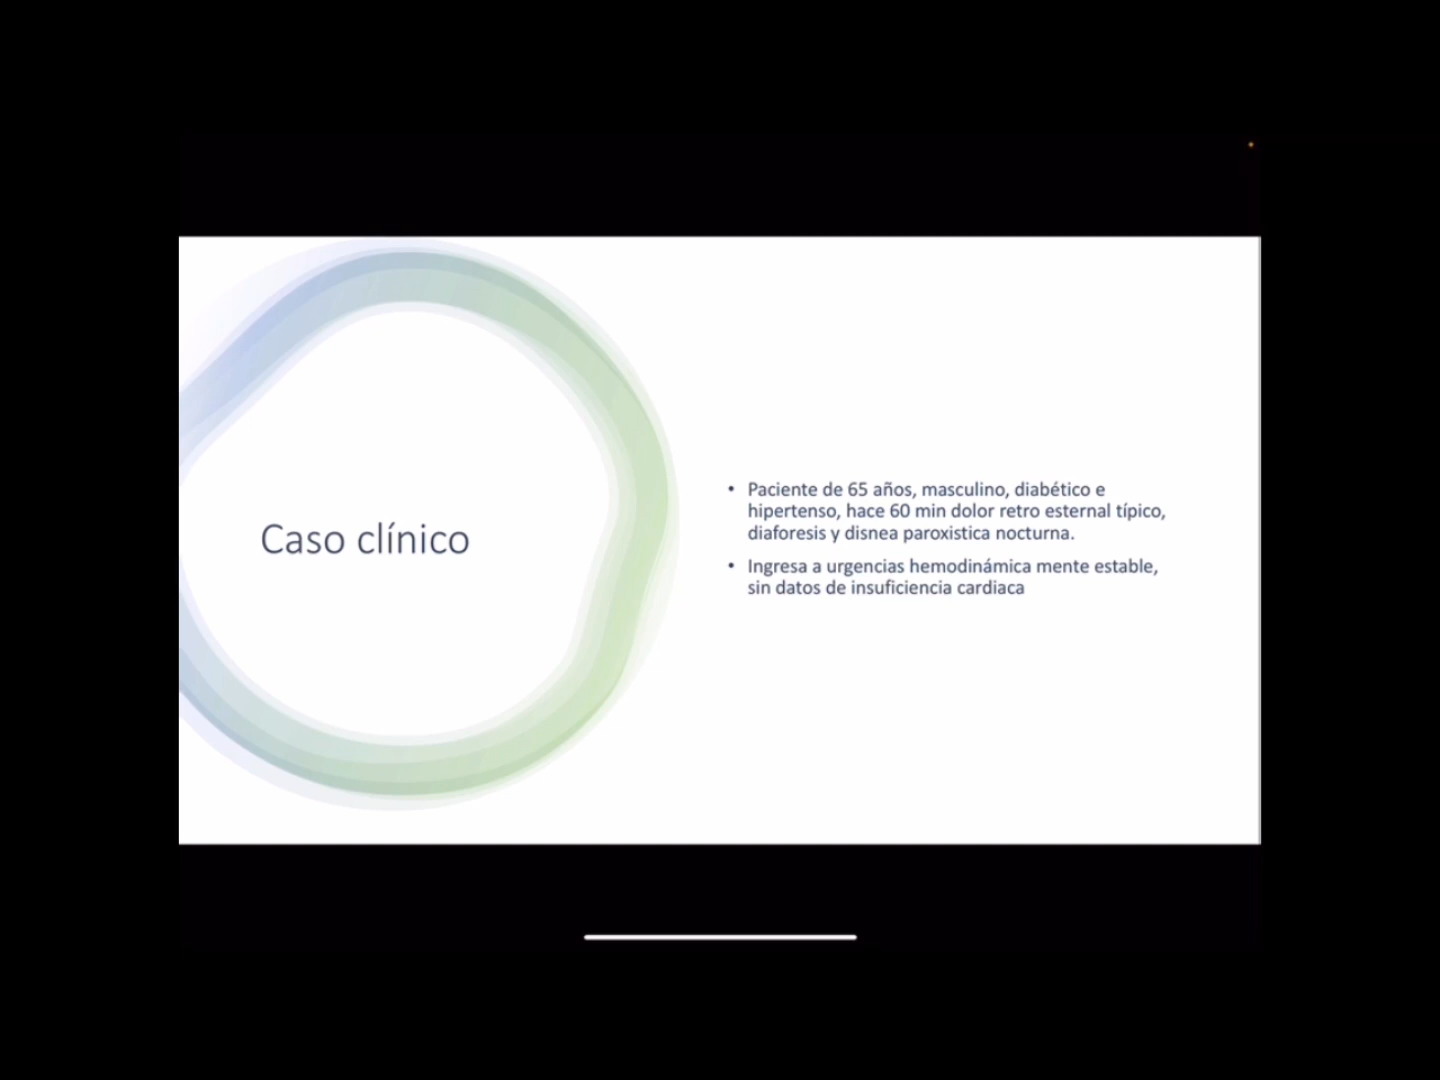 Caso clínico
• Paciente de 65 años, masculino, diabético e
hipertenso, hace 60 min dolor retro esternal típico,
diaforesis y disnea paroxistica nocturna.
• Ingresa a urgencias hemodinámica mente estable,
sin datos de insuficiencia cardiaca